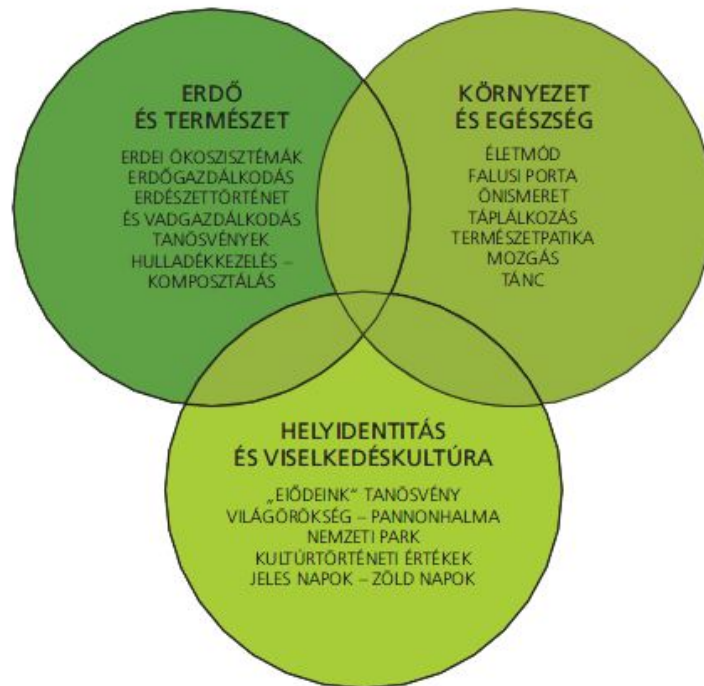 ERDŐ
ÉS TERMÉSZET
ERDEI ÖKOSZISZTÉMÁK
ERDŐGAZDÁLKODÁS
ERDÉSZETTÖRTÉNET
ÉS VADGAZDÁLKODÁS
TANÖSVÉNYEK
HULLADÉKKEZELÉS –
KOMPOSZTÁLÁS
KÖRNYEZET
ÉS EGÉSZSÉG
ÉLETMÓD
FALUSI PORTA
ÖNISMERET
TÁPLÁLKOZÁS
TERMÉSZETPATIKA
MOZGÁS
TÁNC
HELYIDENTITÁS
ÉS VISELKEDÉSKULTÚRA
„ElŐDEINK” TANÖSVÉNY
VILÁGÖRÖKSÉG – PANNONHALMA
NEMZETI PARK
KULTÚRTÖRTÉNETI ÉRTÉKEK
JELES NAPOK – ZÖLD NAPOK